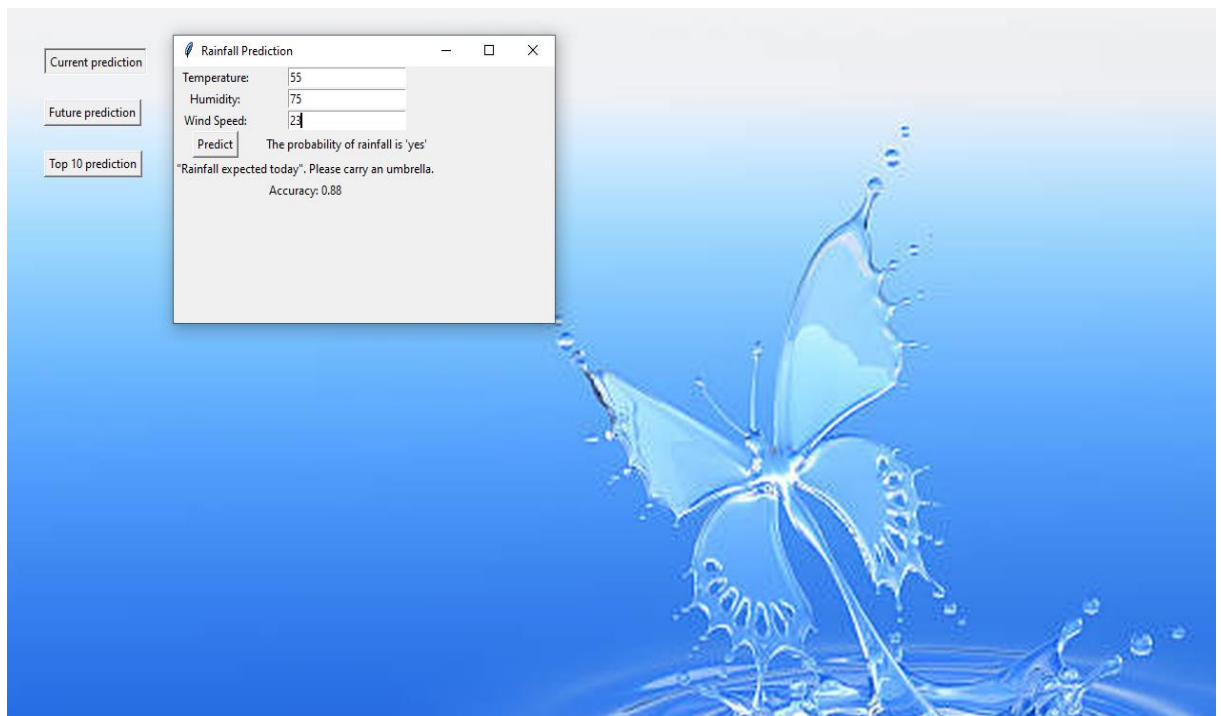 Current prediction
Future prediction
Top 10 prediction
Rainfall Prediction
Temperature: 55
Humidity: 75
Wind Speed: 23
Predict The probability of rainfall is 'yes'
"Rainfall expected today". Please carry an umbrella.
Accuracy: 0.88